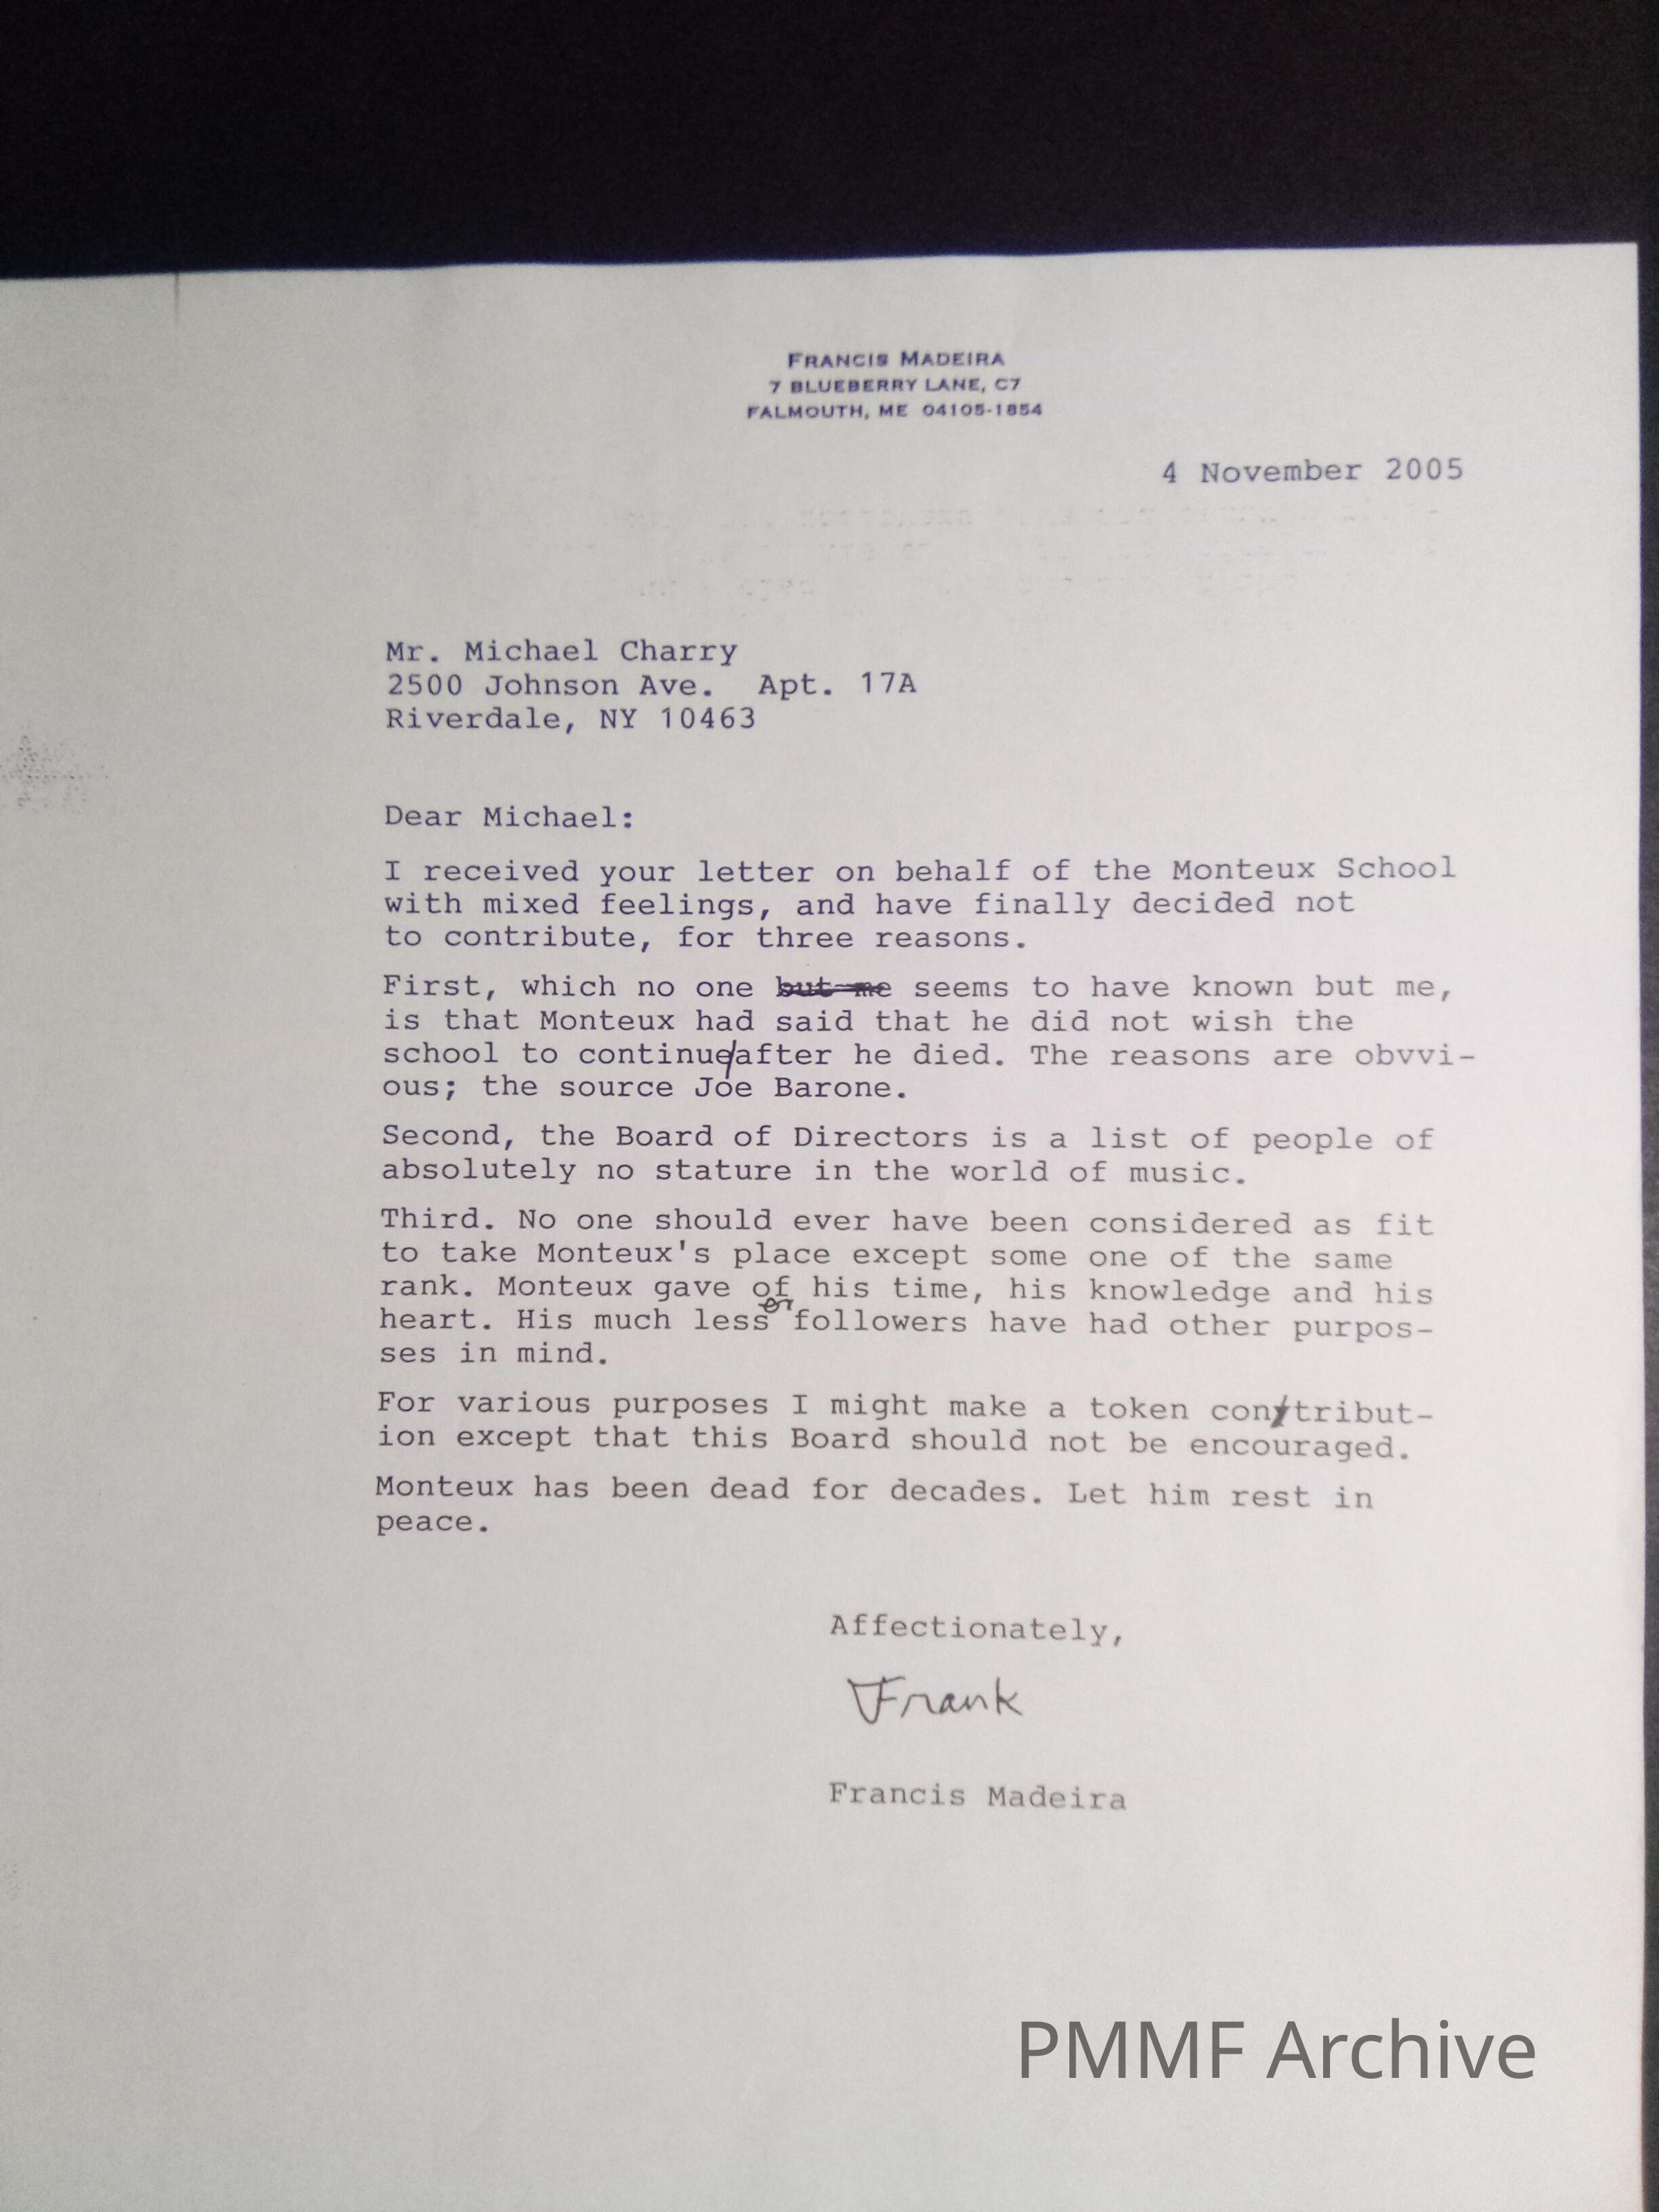 FRANCIS MADEIRA
7 BLUEBERRY LANE, C7
FALMOUTH, ME 04105-1854
4 November 2005
Mr. Michael Charry
2500 Johnson Ave. Apt. 17A
Riverdale, NY 10463
Dear Michael:
I received your letter on behalf of the Monteux School
with mixed feelings, and have finally decided not
to contribute, for three reasons.
First, which no one but me seems to have known but me,
is that Monteux had said that he did not wish the
school to continue/after he died. The reasons are obvvi-
ous; the source Joe Barone.
Second, the Board of Directors is a list of people of
absolutely no stature in the world of music.
Third. No one should ever have been considered as fit
to take Monteux's place except some one of the same
rank. Monteux gave of his time, his knowledge and his
heart. His much lesser followers have had other purpos-
ses in mind.
For various purposes I might make a token contribut-
ion except that this Board should not be encouraged.
Monteux has been dead for decades. Let him rest in
peace.
Affectionately,
Frank
Francis Madeira
PMMF Archive